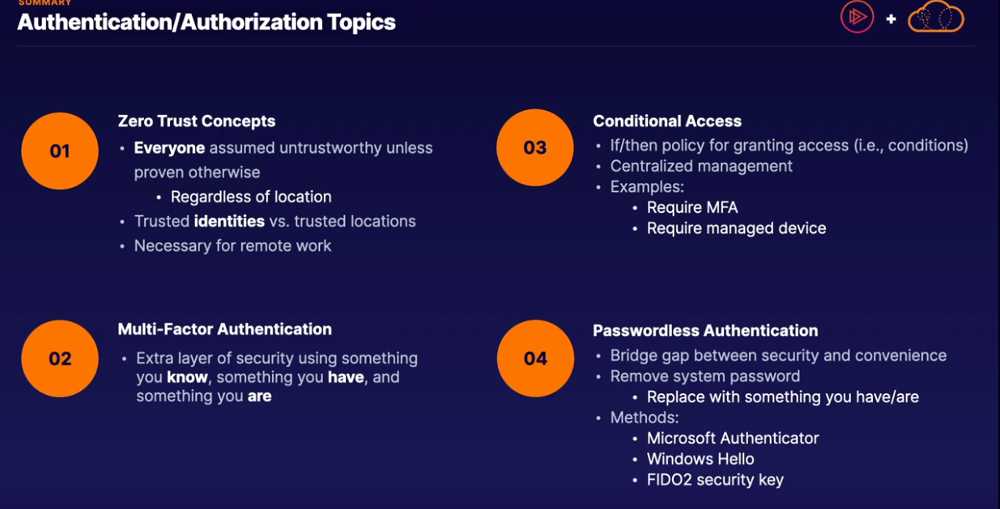 SUMMARY
Authentication/Authorization Topics
+
01
Zero Trust Concepts
• Everyone assumed untrustworthy unless
proven otherwise
• Regardless of location
• Trusted identities vs. trusted locations
• Necessary for remote work
02
Multi-Factor Authentication
• Extra layer of security using something
you know, something you have, and
something you are
03
Conditional Access
• If/then policy for granting access (i.e., conditions)
• Centralized management
• Examples:
• Require MFA
• Require managed device
04
Passwordless Authentication
• Bridge gap between security and convenience
• Remove system password
• Replace with something you have/are
• Methods:
• Microsoft Authenticator
• Windows Hello
• FIDO2 security key